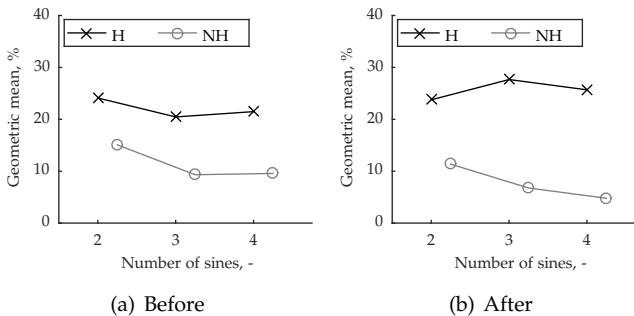 Geometric mean, %
40
30
20
10
0
H NH
2 3 4
Number of sines, -
(a) Before
Geometric mean, %
40
30
20
10
0
H NH
2 3 4
Number of sines, -
(b) After